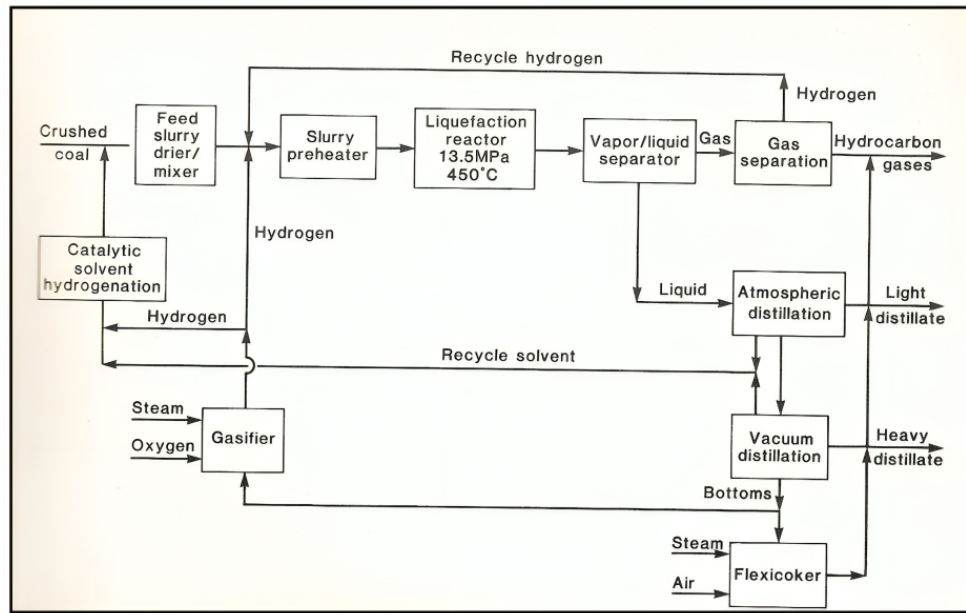 Recycle hydrogen
Hydrogen
Crushed
coal
Feed
slurry
drier/
mixer
Slurry
preheater
Liquefaction
reactor
13.5MPa
450°C
Vapor/liquid
separator
Gas
Gas
separation
Hydrocarbon
gases
Hydrogen
Catalytic
solvent
hydrogenation
Hydrogen
Liquid
Atmospheric
distillation
Light
distillate
Recycle solvent
Steam
Oxygen
Gasifier
Vacuum
distillation
Heavy
distillate
Bottoms
Steam
Air
Flexicoker